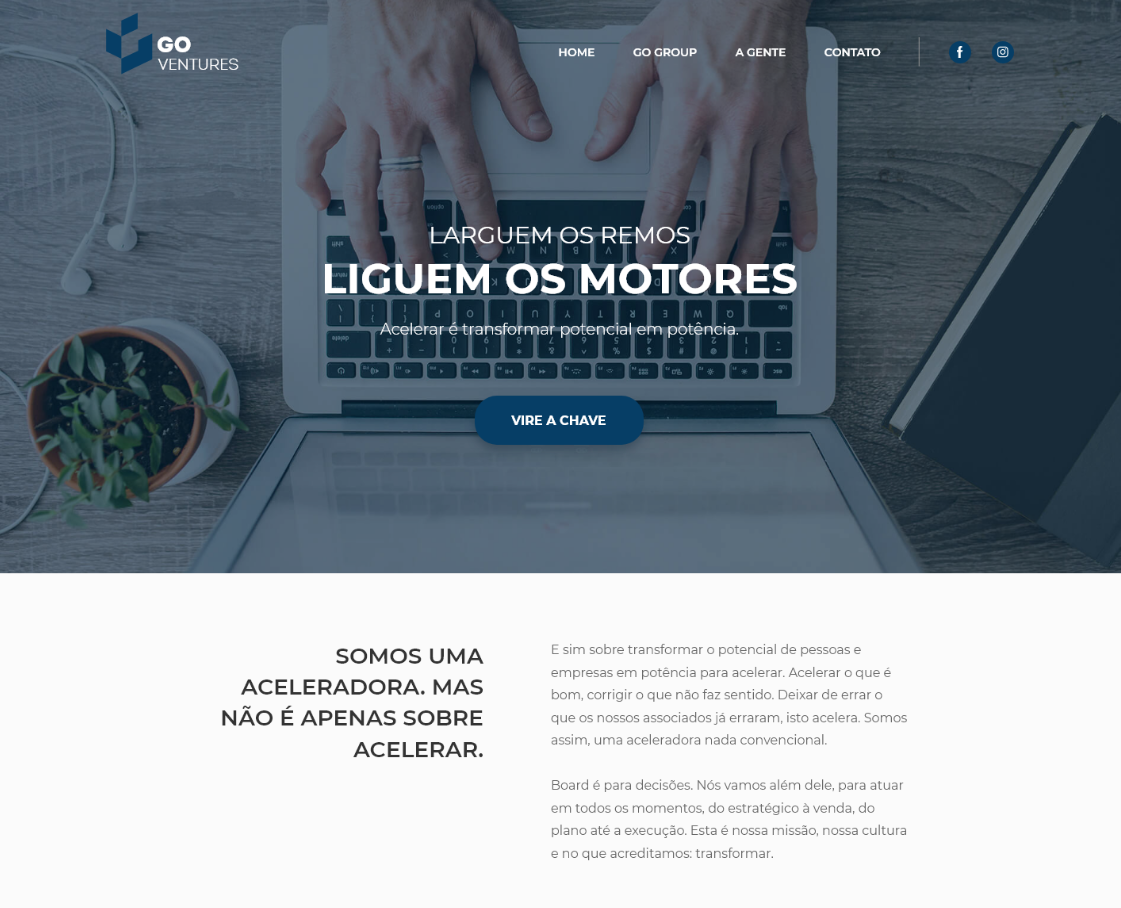 GO
VENTURES
HOME GO GROUP A GENTE CONTATO
LARGUEM OS REMOS
LIGUEM OS MOTORES
Acelerar é transformar potencial em potência.
VIRE A CHAVE
SOMOS UMA
ACELERADORA. MAS
NÃO É APENAS SOBRE
ACELERAR.
E sim sobre transformar o potencial de pessoas e
empresas em potência para acelerar. Acelerar o que é
bom, corrigir o que não faz sentido. Deixar de errar o
que os nossos associados já erraram, isto acelera. Somos
assim, uma aceleradora nada convencional.
Board é para decisões. Nós vamos além dele, para atuar
em todos os momentos, do estratégico à venda, do
plano até a execução. Esta é nossa missão, nossa cultura
e no que acreditamos: transformar.